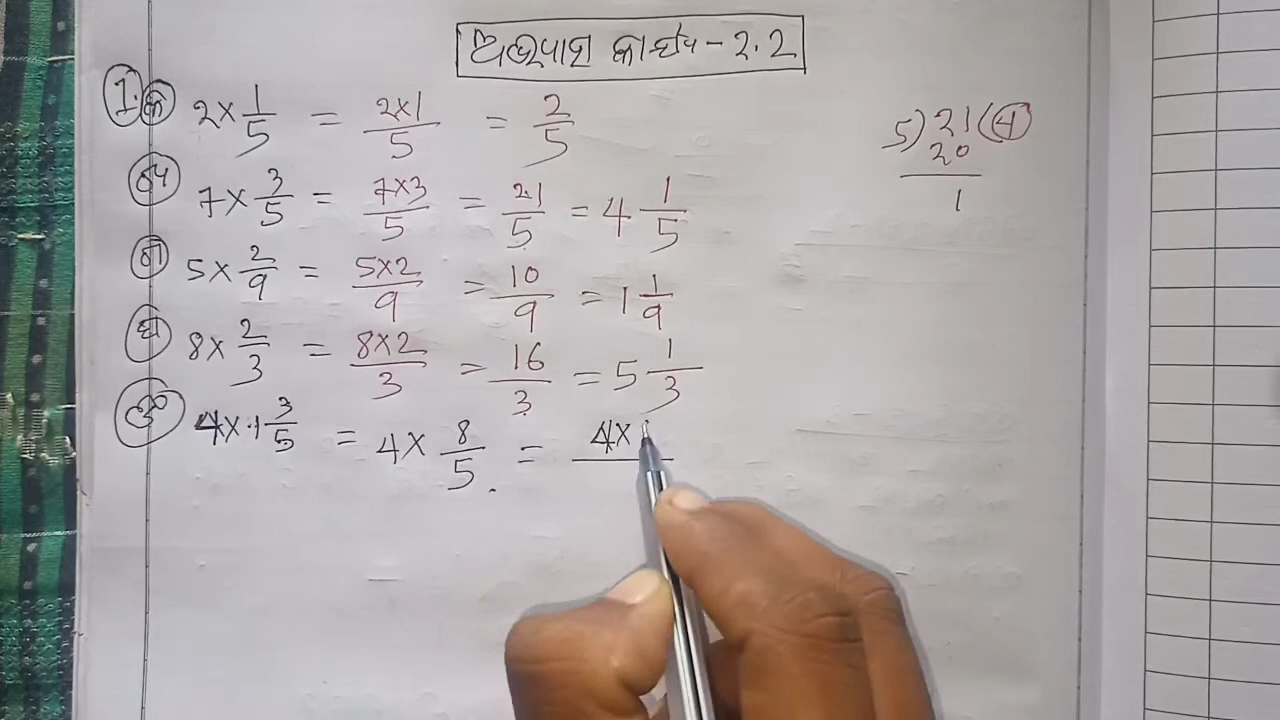 ଅଭ୍ୟାସ କାର୍ଯ୍ୟ - 2.2
1. କ 2 × 1/5 = 2×1/5 = 2/5
ଖ 7 × 3/5 = 7×3/5 = 21/5 = 4 1/5
ଗ 5 × 2/9 = 5×2/9 = 10/9 = 1 1/9
ଘ 8 × 2/3 = 8×2/3 = 16/3 = 5 1/3
ଙ 4 × 1 3/5 = 4 × 8/5 = 4×
5) 21 (4
20
1